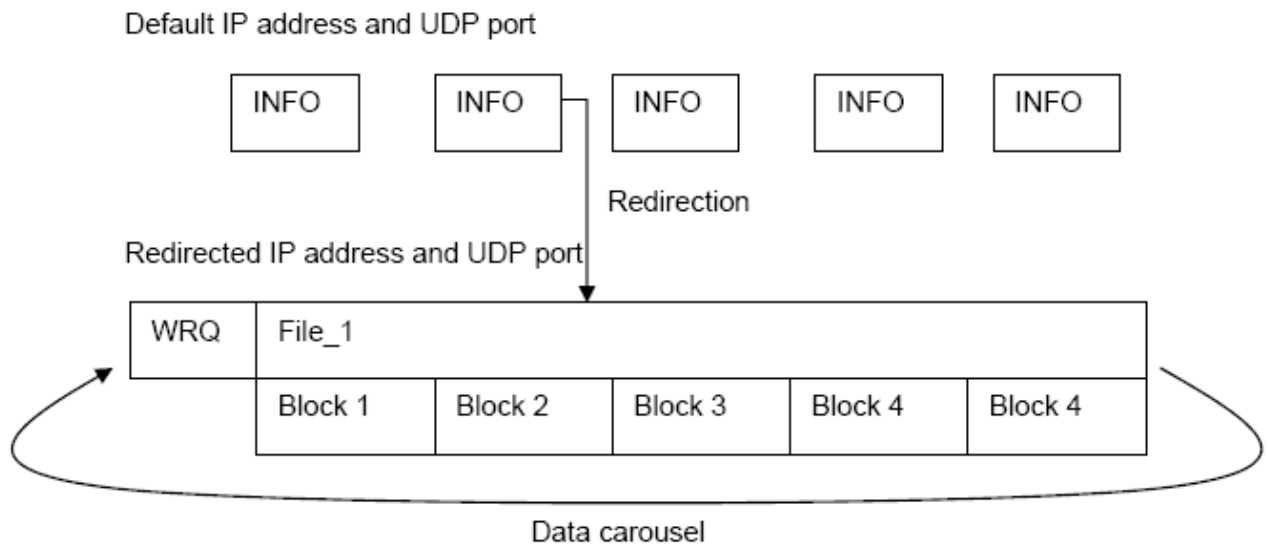 Default IP address and UDP port
INFO INFO INFO INFO INFO
Redirection
Redirected IP address and UDP port
WRQ File_1
Block 1 Block 2 Block 3 Block 4 Block 4
Data carousel